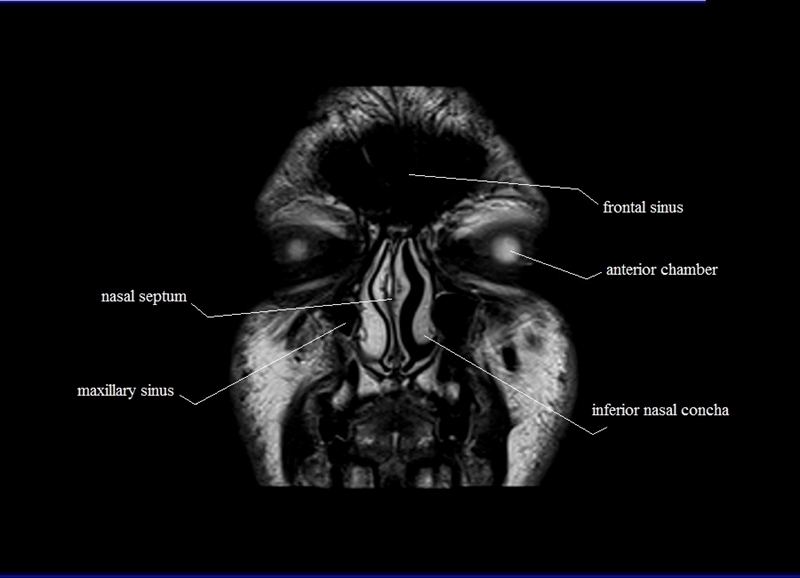 frontal sinus
anterior chamber
nasal septum
maxillary sinus
inferior nasal concha